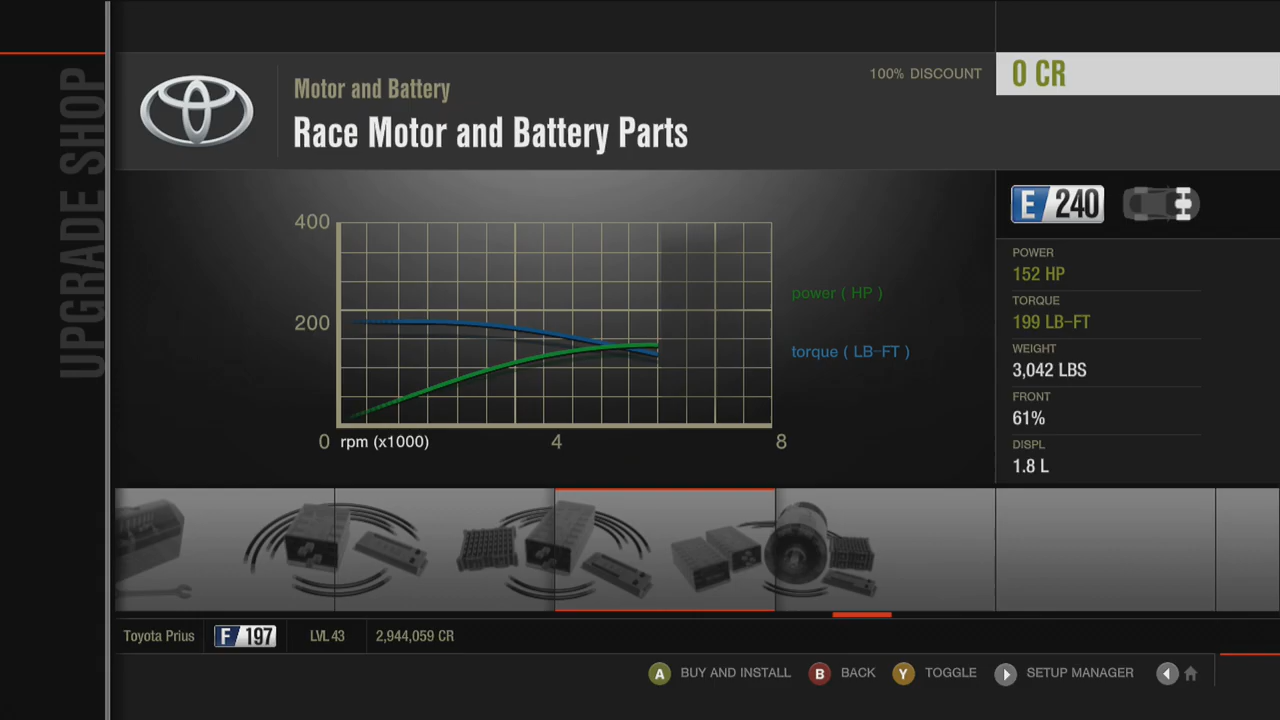 UPGRADE SHOP
Motor and Battery
Race Motor and Battery Parts
100% DISCOUNT
0 CR
E 240
POWER
152 HP
TORQUE
199 LB-FT
WEIGHT
3,042 LBS
FRONT
61%
DISPL
1.8 L
400
200
0 rpm (x1000) 4 8
power ( HP )
torque ( LB-FT )
Toyota Prius F 197 LVL 43 2,944,059 CR
A BUY AND INSTALL B BACK Y TOGGLE SETUP MANAGER